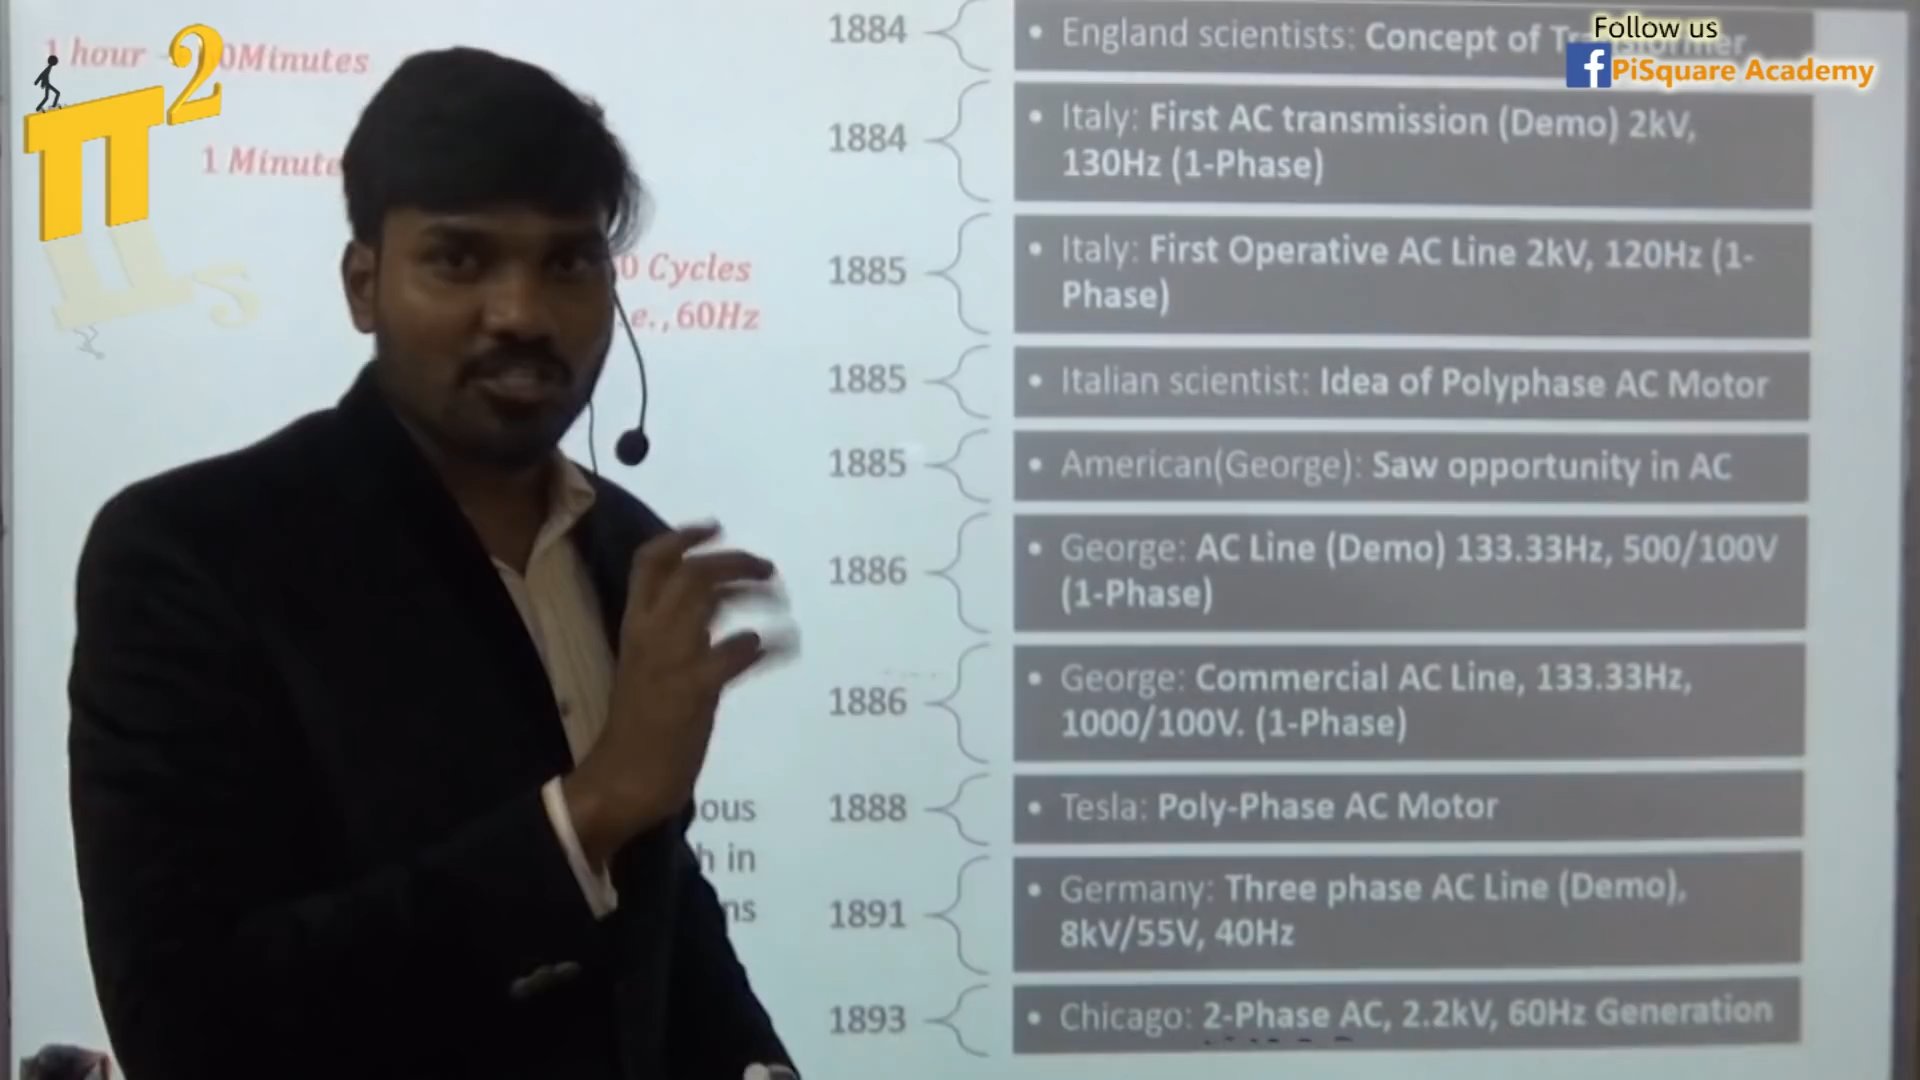 1 hour
0Minutes
1 Minute
0 Cycles
e., 60Hz
ous
h in
ns
1884
• England scientists: Concept of
1884
• Italy: First AC transmission (Demo) 2kV,
130Hz (1-Phase)
1885
• Italy: First Operative AC Line 2kV, 120Hz (1-
Phase)
1885
• Italian scientist: Idea of Polyphase AC Motor
1885
• American(George): Saw opportunity in AC
1886
• George: AC Line (Demo) 133.33Hz, 500/100V
(1-Phase)
1886
• George: Commercial AC Line, 133.33Hz,
1000/100V. (1-Phase)
1888
• Tesla: Poly-Phase AC Motor
1891
• Germany: Three phase AC Line (Demo),
8kV/55V, 40Hz
1893
• Chicago: 2-Phase AC, 2.2kV, 60Hz Generation
Follow us
f PiSquare Academy
π2